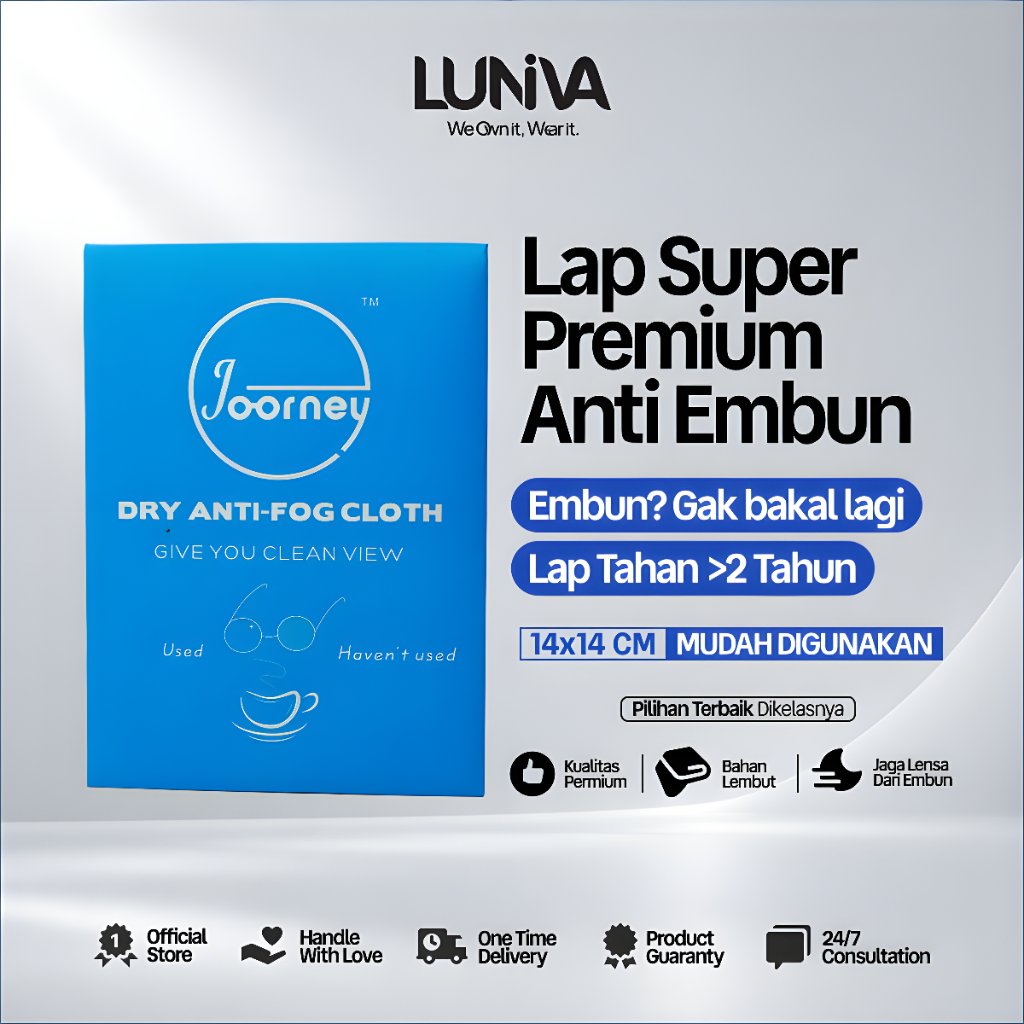 LUNiVA
We Own it, Wear it.
TM
Joorney
DRY ANTI-FOG CLOTH
GIVE YOU CLEAN VIEW
Used
Haven't used
Lap Super
Premium
Anti Embun
Embun? Gak bakal lagi
Lap Tahan >2 Tahun
14x14 CM MUDAH DIGUNAKAN
Pilihan Terbaik Dikelasnya
Kualitas
Permium
Bahan
Lembut
Jaga Lensa
Dari Embun
1
Official
Store
Handle
With Love
One Time
Delivery
Product
Guaranty
24/7
Consultation